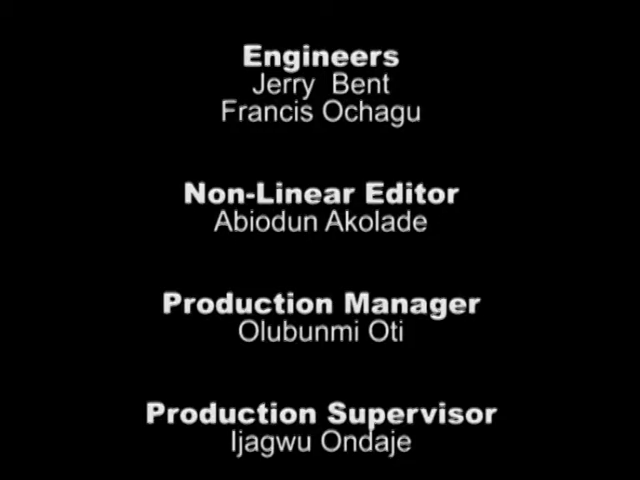 Engineers
Jerry Bent
Francis Ochagu
Non-Linear Editor
Abiodun Akolade
Production Manager
Olubunmi Oti
Production Supervisor
Ijagwu Ondaje